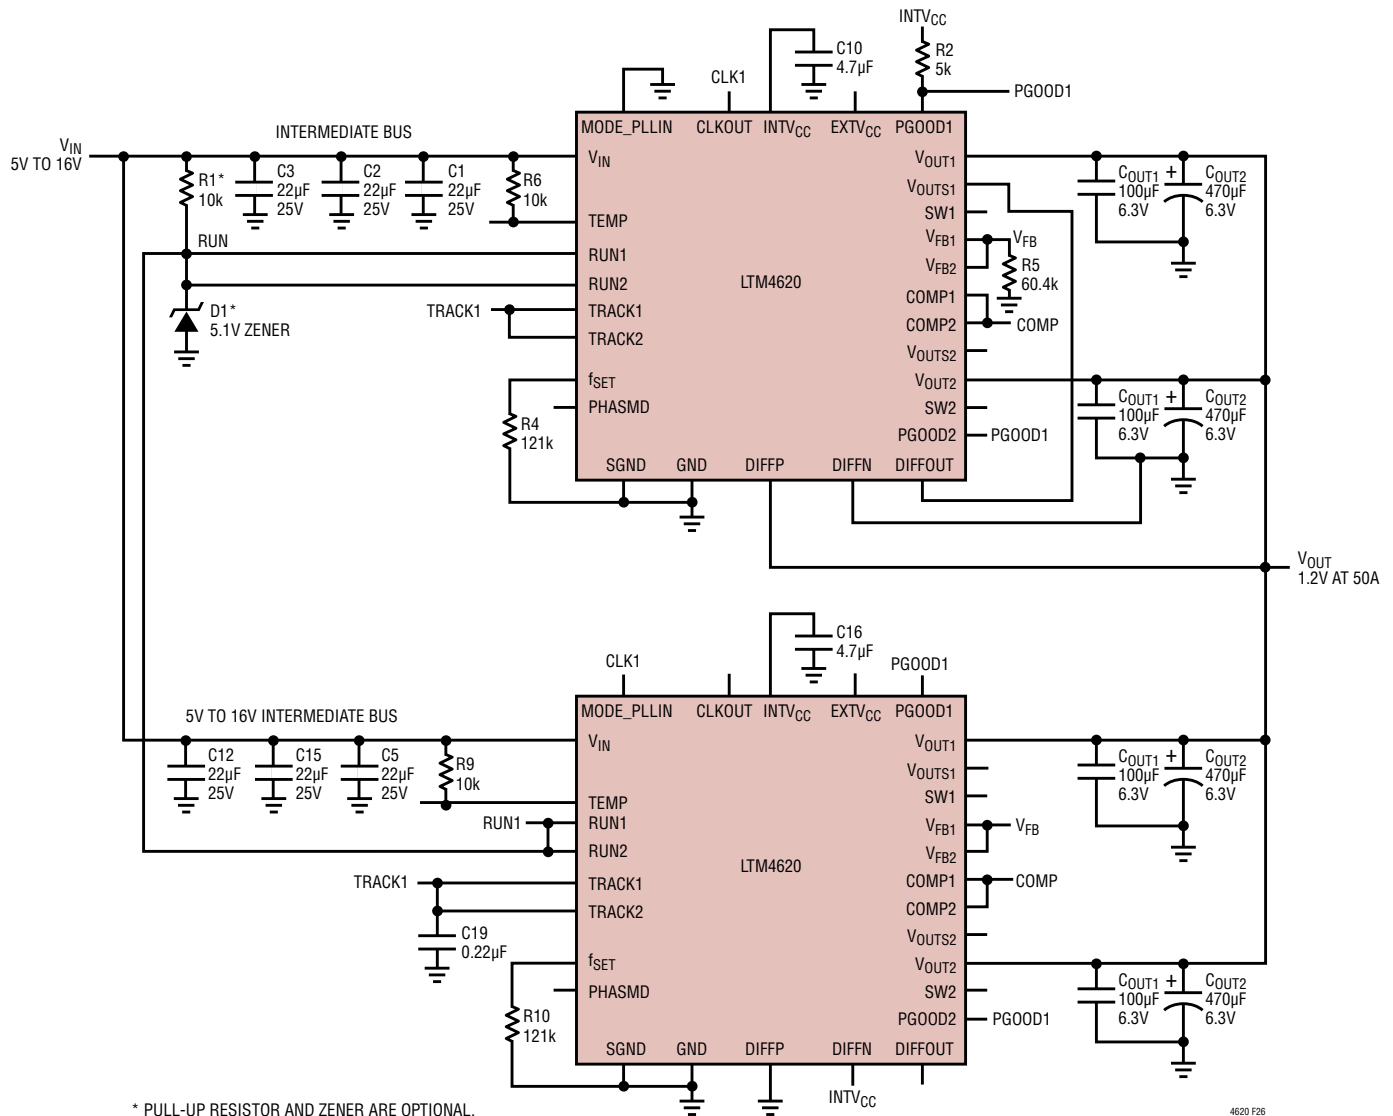 INTVCC
R2
5k
PGOOD1
C10
4.7µF
CLK1
MODE_PLLIN
CLKOUT
INTVCC
EXTVCC
PGOOD1
VIN
5V TO 16V
INTERMEDIATE BUS
R1*
10k
C3
22µF
25V
C2
22µF
25V
C1
22µF
25V
R6
10k
VIN
TEMP
RUN
RUN1
RUN2
D1*
5.1V ZENER
TRACK1
TRACK1
TRACK2
fSET
PHASMD
R4
121k
SGND
GND
DIFFP
DIFFN
DIFFOUT
LTM4620
VOUT1
VOUTS1
SW1
VFB1
VFB
VFB2
R5
60.4k
COMP1
COMP2
COMP
VOUTS2
VOUT2
SW2
PGOOD2
PGOOD1
COUT1
100µF
6.3V
+
COUT2
470µF
6.3V
COUT1
100µF
6.3V
+
COUT2
470µF
6.3V
VOUT
1.2V AT 50A
C16
4.7µF
CLK1
PGOOD1
MODE_PLLIN
CLKOUT
INTVCC
EXTVCC
PGOOD1
5V TO 16V INTERMEDIATE BUS
C12
22µF
25V
C15
22µF
25V
C5
22µF
25V
R9
10k
VIN
TEMP
RUN1
RUN1
RUN2
TRACK1
TRACK1
TRACK2
C19
0.22µF
fSET
PHASMD
R10
121k
SGND
GND
DIFFP
DIFFN
DIFFOUT
INTVCC
LTM4620
VOUT1
VOUTS1
SW1
VFB1
VFB
VFB2
COMP1
COMP
COMP2
VOUTS2
VOUT2
SW2
PGOOD2
PGOOD1
COUT1
100µF
6.3V
+
COUT2
470µF
6.3V
COUT1
100µF
6.3V
+
COUT2
470µF
6.3V
* PULL-UP RESISTOR AND ZENER ARE OPTIONAL.
4620 F26